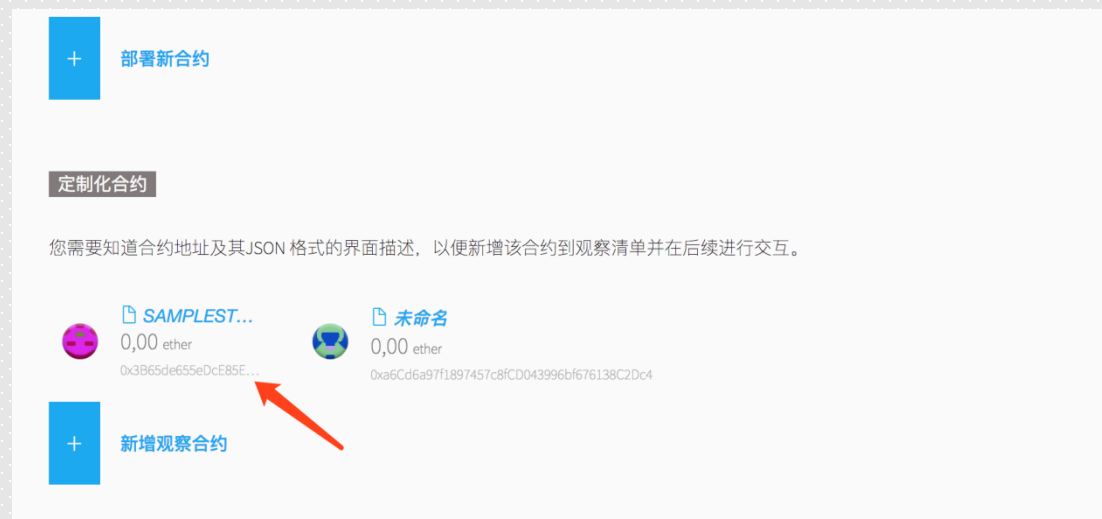 + 部署新合约
定制化合约
您需要知道合约地址及其JSON 格式的界面描述，以便新增该合约到观察清单并在后续进行交互。
SAMPLEST...
0,00 ether
0x3B65de655eDcE85E...
未命名
0,00 ether
0xa6Cd6a97f1897457c8fCD043996bf676138C2Dc4
+ 新增观察合约